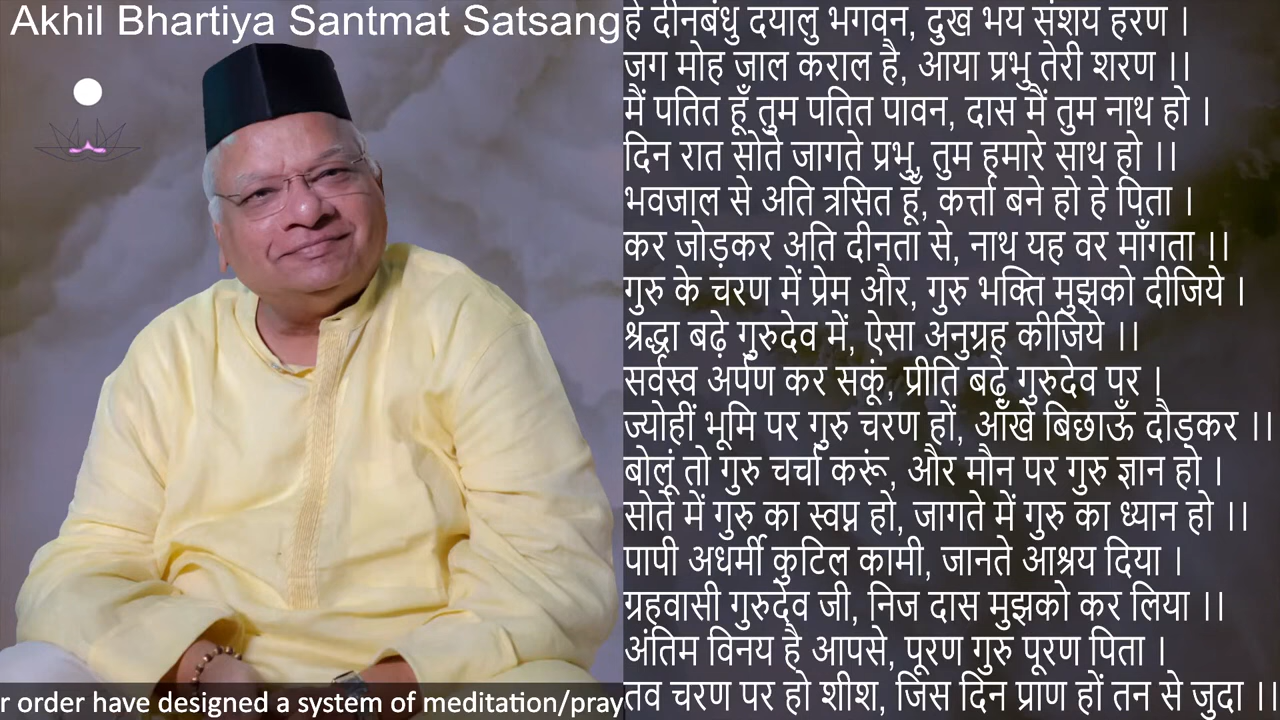 Akhil Bhartiya Santmat Satsang
हे दीनबंधु दयालु भगवन, दुख भय संशय हरण ।
जग मोह जाल कराल है, आया प्रभु तेरी शरण ।।
मैं पतित हूँ तुम पतित पावन, दास मैं तुम नाथ हो ।
दिन रात सोते जागते प्रभु, तुम हमारे साथ हो ।।
भवजाल से अति त्रसित हूँ, कर्त्ता बने हो हे पिता ।
कर जोड़कर अति दीनता से, नाथ यह वर माँगता ।।
गुरु के चरण में प्रेम और, गुरु भक्ति मुझको दीजिये ।
श्रद्धा बढ़े गुरुदेव में, ऐसा अनुग्रह कीजिये ।।
सर्वस्व अर्पण कर सकूं, प्रीति बढ़े गुरुदेव पर ।
ज्योहीं भूमि पर गुरु चरण हों, आँखें बिछाऊँ दौड़कर ।।
बोलूं तो गुरु चर्चा करूं, और मौन पर गुरु ज्ञान हो ।
सोते में गुरु का स्वप्न हो, जागते में गुरु का ध्यान हो ।।
पापी अधर्मी कुटिल कामी, जानते आश्रय दिया ।
ग्रहवासी गुरुदेव जी, निज दास मुझको कर लिया ।।
अंतिम विनय है आपसे, पूरण गुरु पूरण पिता ।
तव चरण पर हो शीश, जिस दिन प्राण हों तन से जुदा ।।
r order have designed a system of meditation/pray